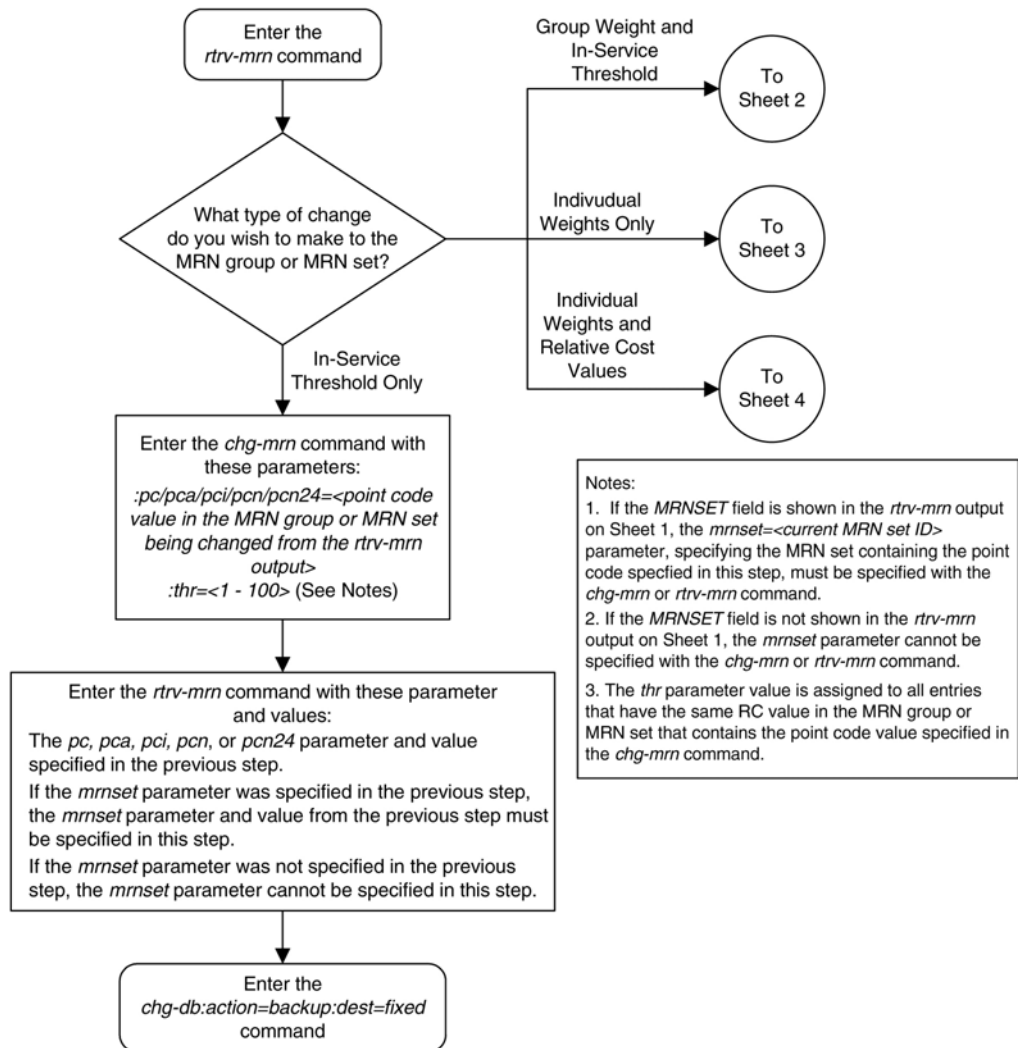 Enter the
rtrv-mrn
command
What type of change
do you wish to make to the
MRN group or MRN set?
Group Weight and
In-Service
Threshold
To
Sheet 2
Indivudual
Weights Only
To
Sheet 3
Individual
Weights and
Relative Cost
Values
To
Sheet 4
In-Service
Threshold Only
Enter the chg-mrn command with
these parameters:
:pc/pca/pci/pcn/pcn24=<point code
value in the MRN group or MRN set
being changed from the rtrv-mrn
output>
:thr=<1 - 100> (See Notes)
Enter the rtrv-mrn command with these parameter
and values:
The pc, pca, pci, pcn, or pcn24 parameter and value
specified in the previous step.
If the mrnset parameter was specified in the previous step,
the mrnset parameter and value from the previous step must
be specified in this step.
If the mrnset parameter was not specified in the previous
step, the mrnset parameter cannot be specified in this step.
Enter the
chg-db:action=backup:dest=fixed
command
Notes:
1. If the MRNSET field is shown in the rtrv-mrn output
on Sheet 1, the mrnset=<current MRN set ID>
parameter, specifying the MRN set containing the point
code specfied in this step, must be specified with the
chg-mrn or rtrv-mrn command.
2. If the MRNSET field is not shown in the rtrv-mrn
output on Sheet 1, the mrnset parameter cannot be
specified with the chg-mrn or rtrv-mrn command.
3. The thr parameter value is assigned to all entries
that have the same RC value in the MRN group or
MRN set that contains the point code value specified in
the chg-mrn command.